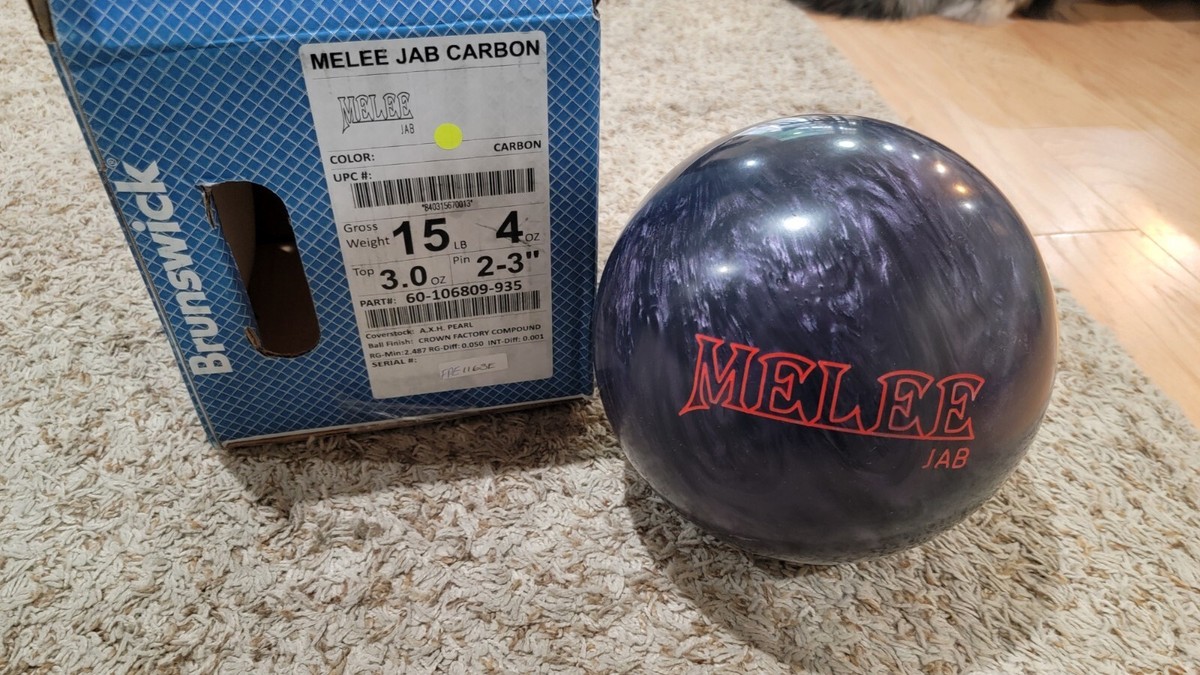 MELEE JAB CARBON
MELEE
JAB
COLOR: CARBON
UPC #:
*840315670013*
Gross Weight 15 LB 4 OZ
Top 3.0 OZ Pin 2-3"
PART#: 60-106809-935
Coverstock: A.X.H. PEARL
Ball Finish: CROWN FACTORY COMPOUND
RG-Min:2.487 RG-Diff: 0.050 INT-Diff: 0.001
SERIAL #:
Brunswick®
MELEE
JAB